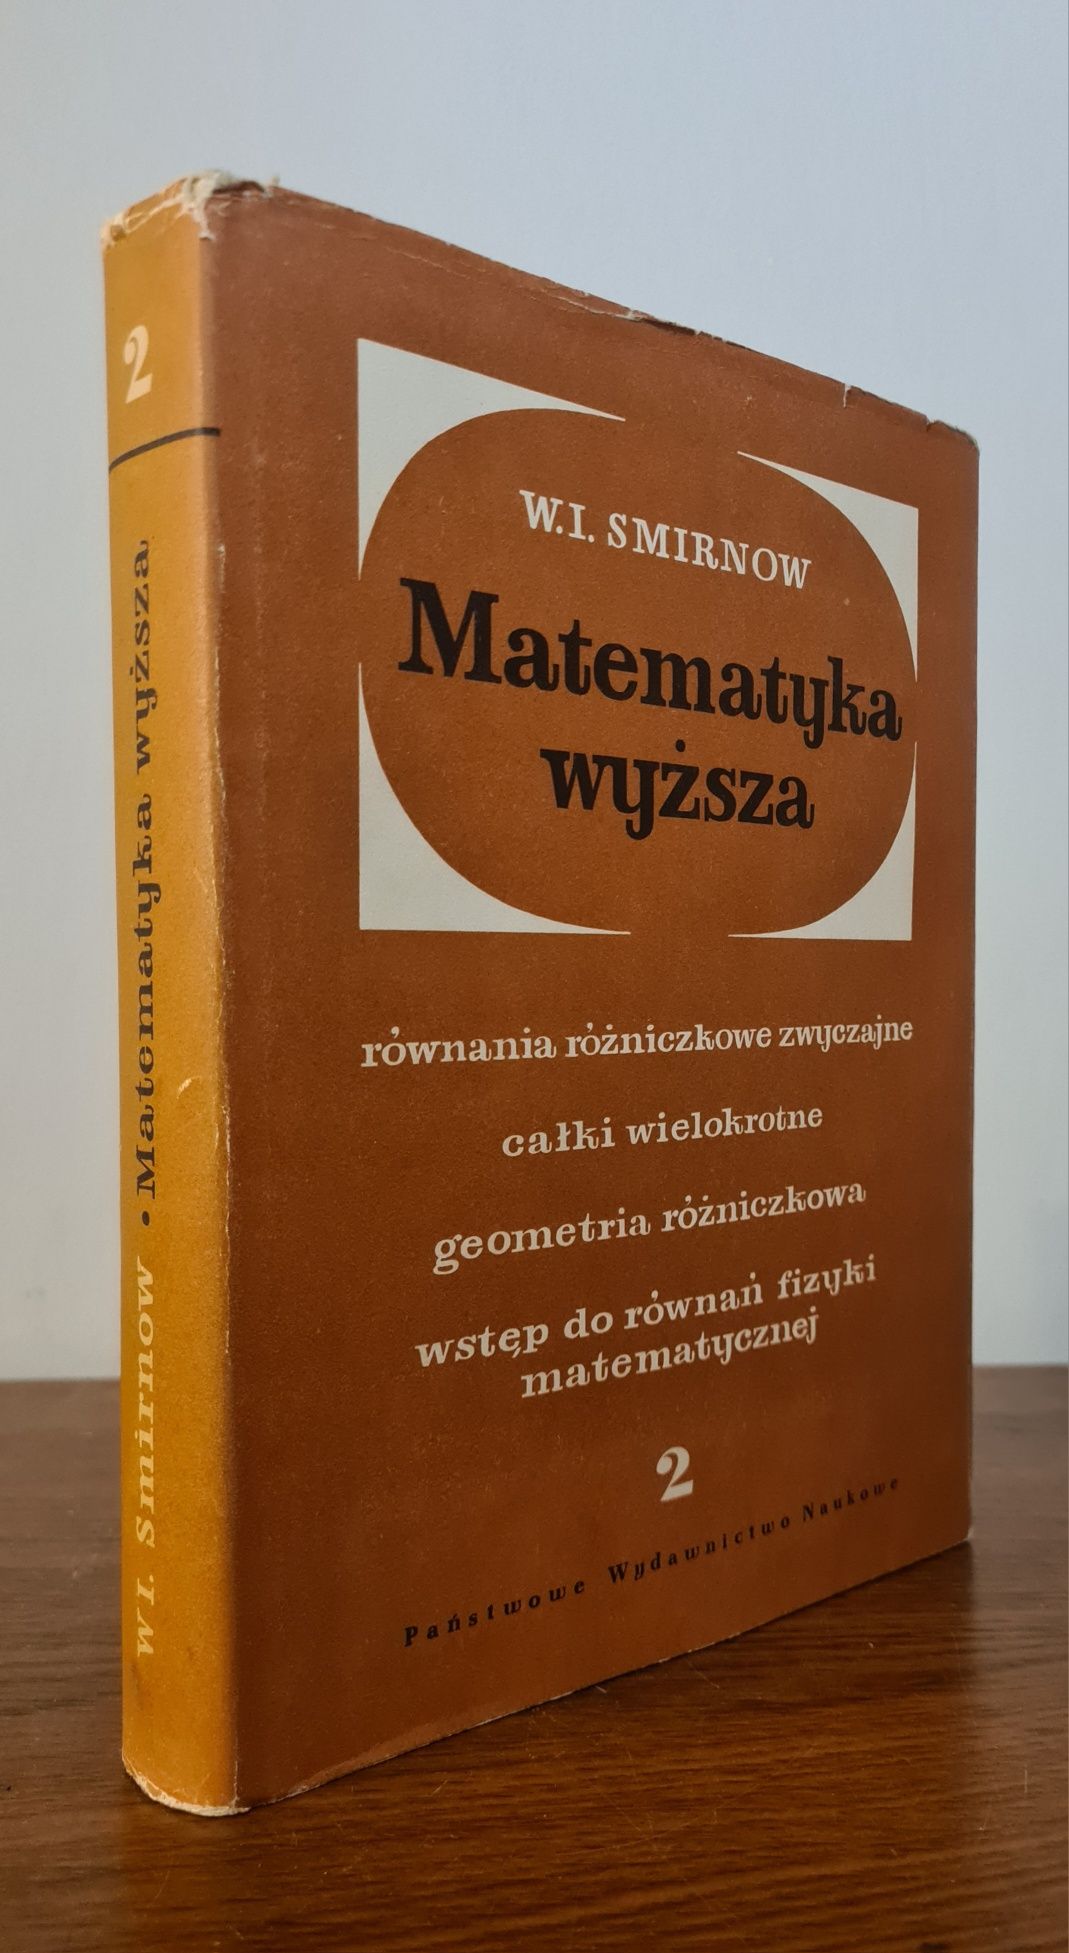 2
W I. Smirnow • Matematyka wyższa
W. I. SMIRNOW
Matematyka
wyższa
równania różniczkowe zwyczajne
całki wielokrotne
geometria różniczkowa
wstęp do równań fizyki
matematycznej
2
Państwowe Wydawnictwo Naukowe